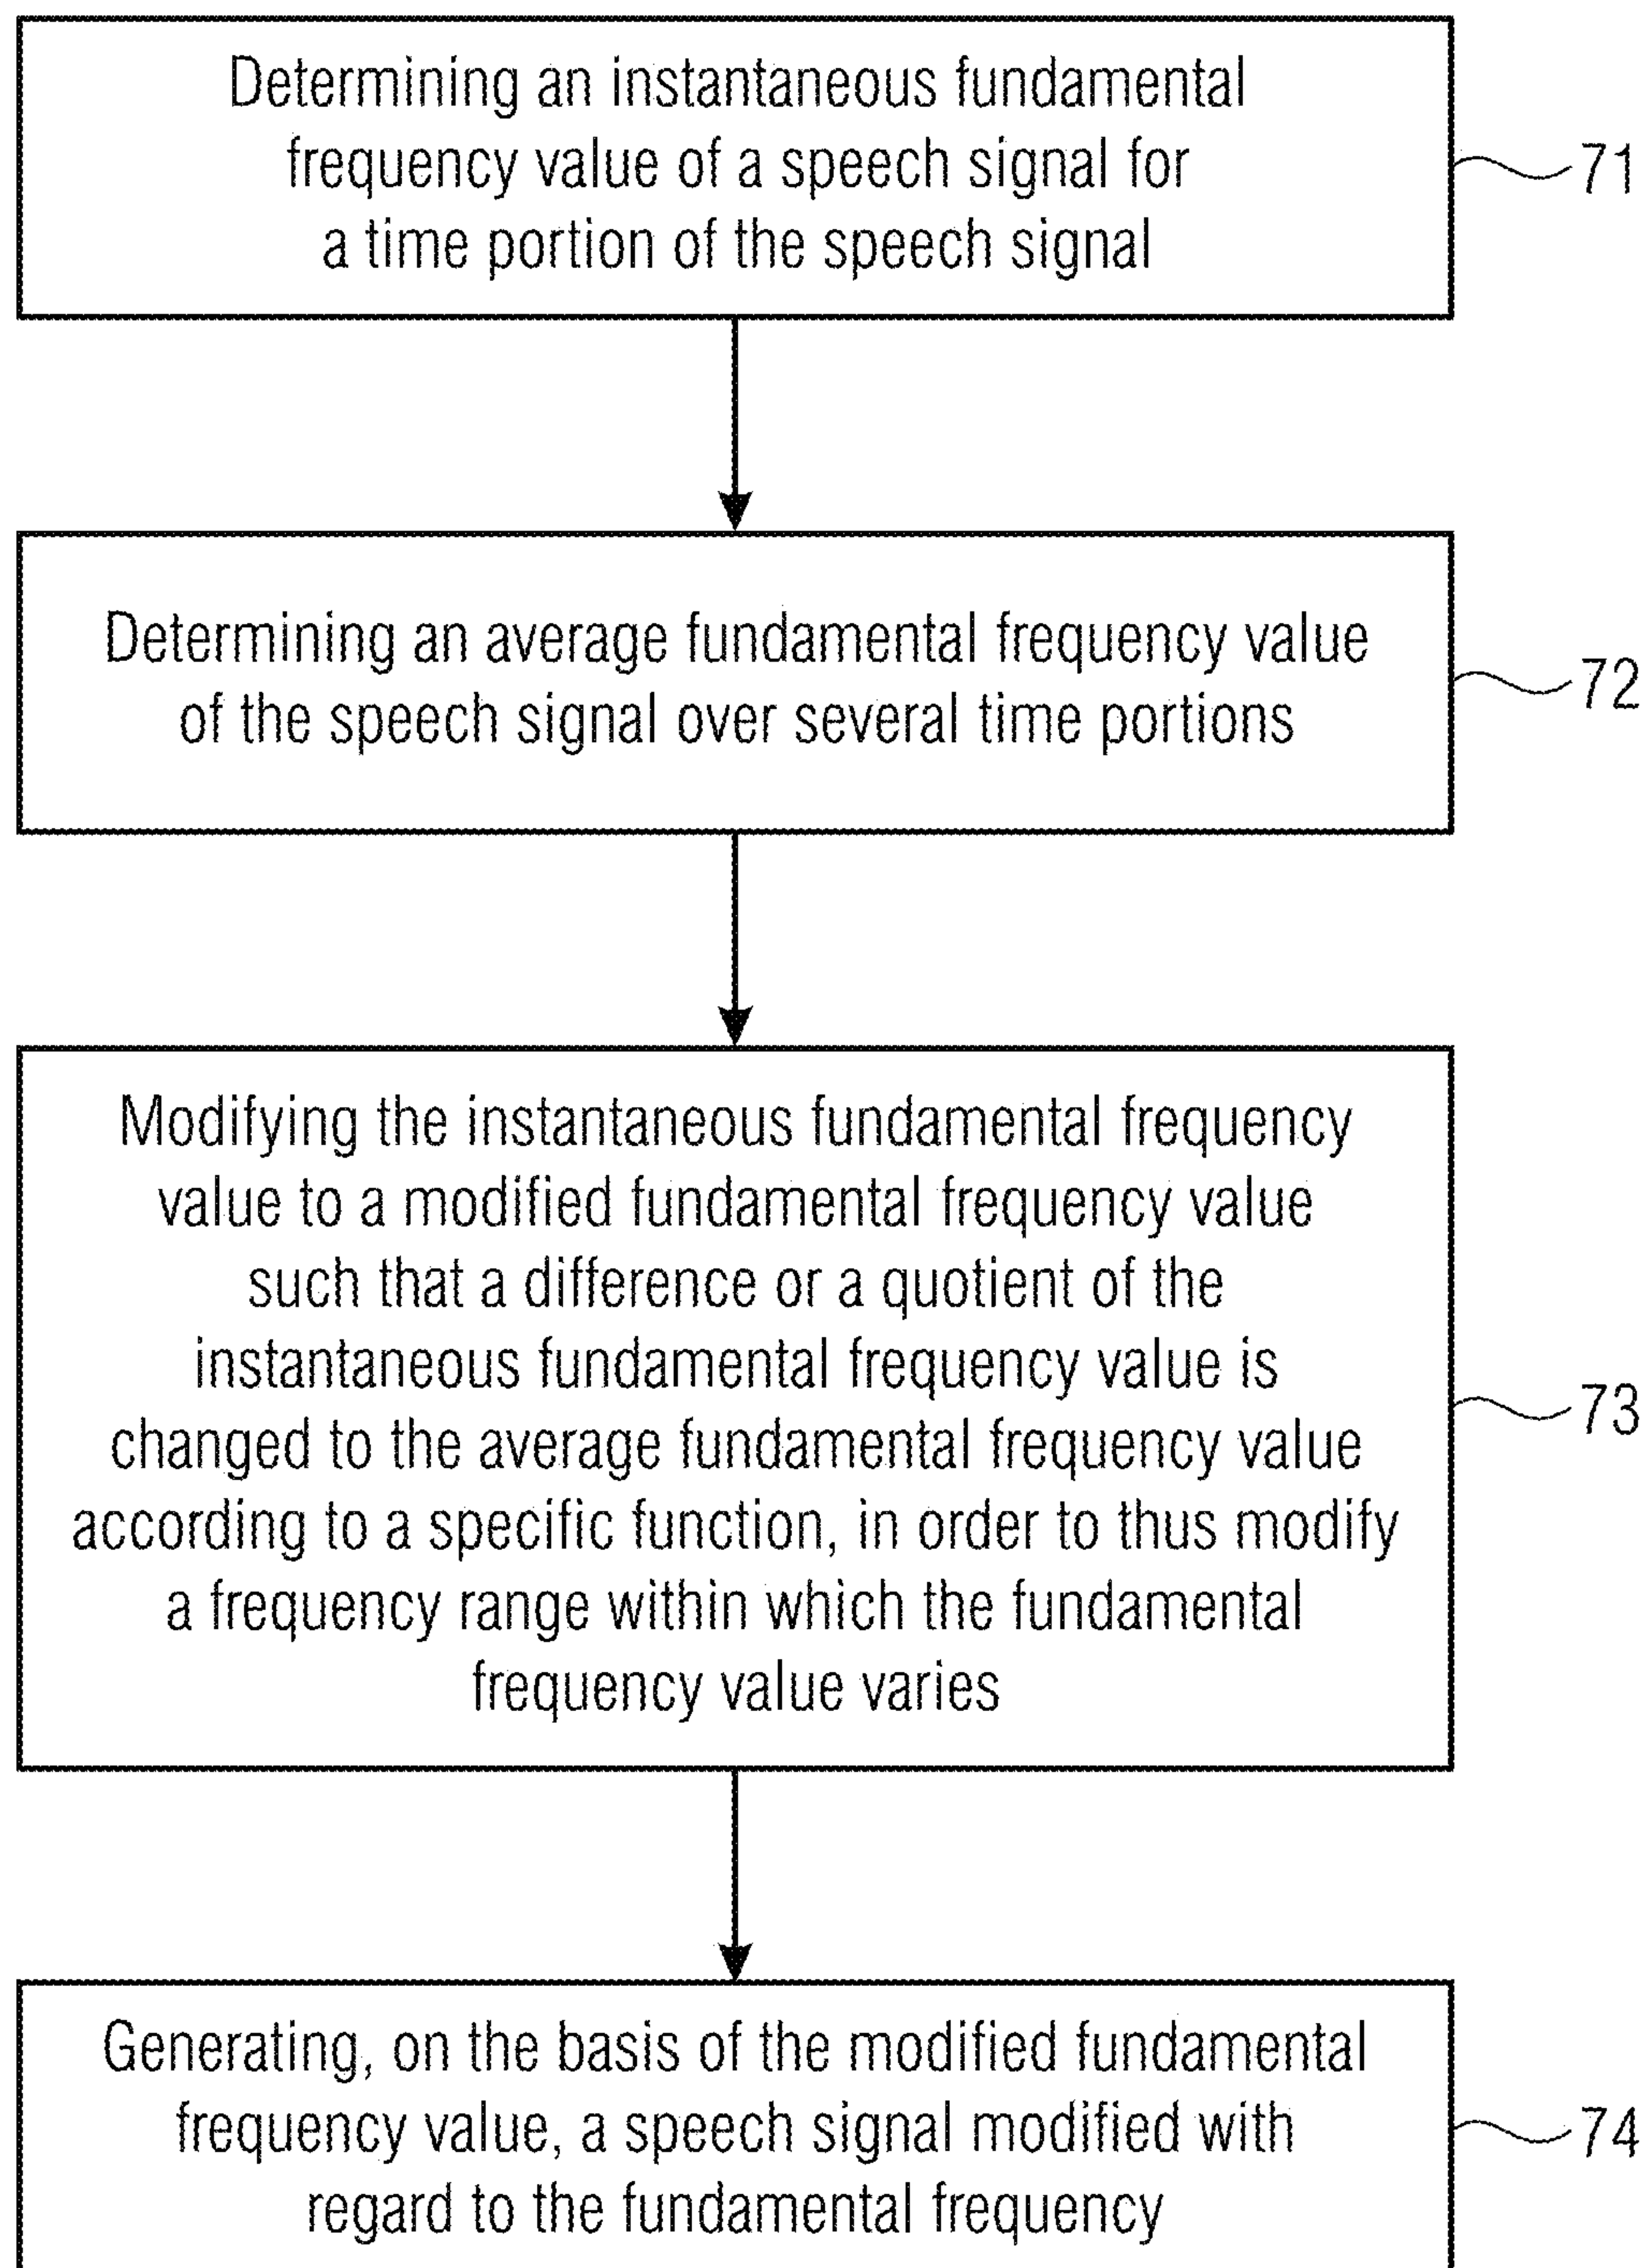 Determining an instantaneous fundamental
frequency value of a speech signal for
a time portion of the speech signal
71
Determining an average fundamental frequency value
of the speech signal over several time portions
72
Modifying the instantaneous fundamental frequency
value to a modified fundamental frequency value
such that a difference or a quotient of the
instantaneous fundamental frequency value is
changed to the average fundamental frequency value
according to a specific function, in order to thus modify
a frequency range within which the fundamental
frequency value varies
73
Generating, on the basis of the modified fundamental
frequency value, a speech signal modified with
regard to the fundamental frequency
74